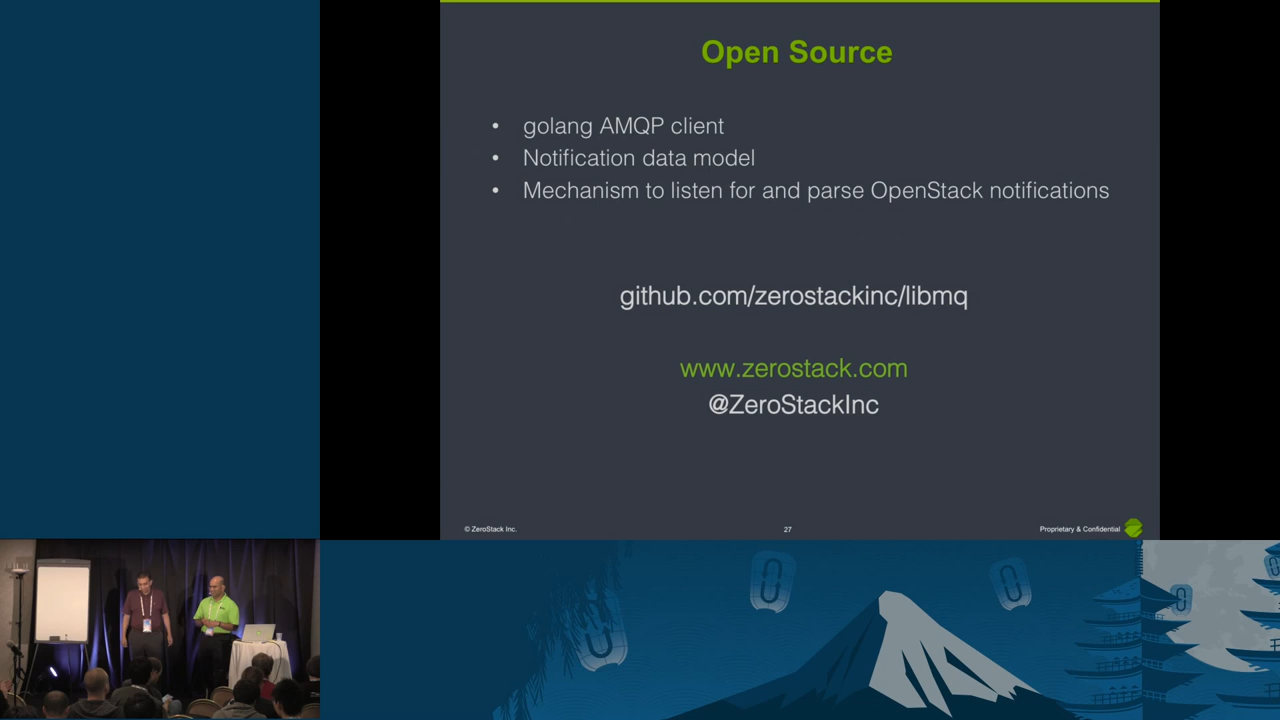 Open Source
• golang AMQP client
• Notification data model
• Mechanism to listen for and parse OpenStack notifications
github.com/zerostackinc/libmq
www.zerostack.com
@ZeroStackInc
© ZeroStack Inc.
27
Proprietary & Confidential